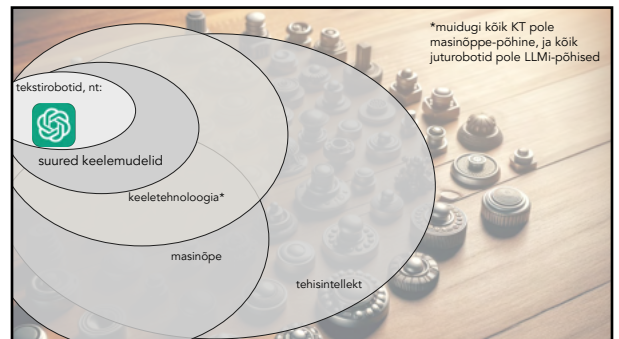 *muidugi kõik KT pole
masinõppe-põhine, ja kõik
juturobotid pole LLMi-põhised
tekstirobotid, nt:
suured keelemudelid
keeletehnoloogia*
masinõpe
tehisintellekt